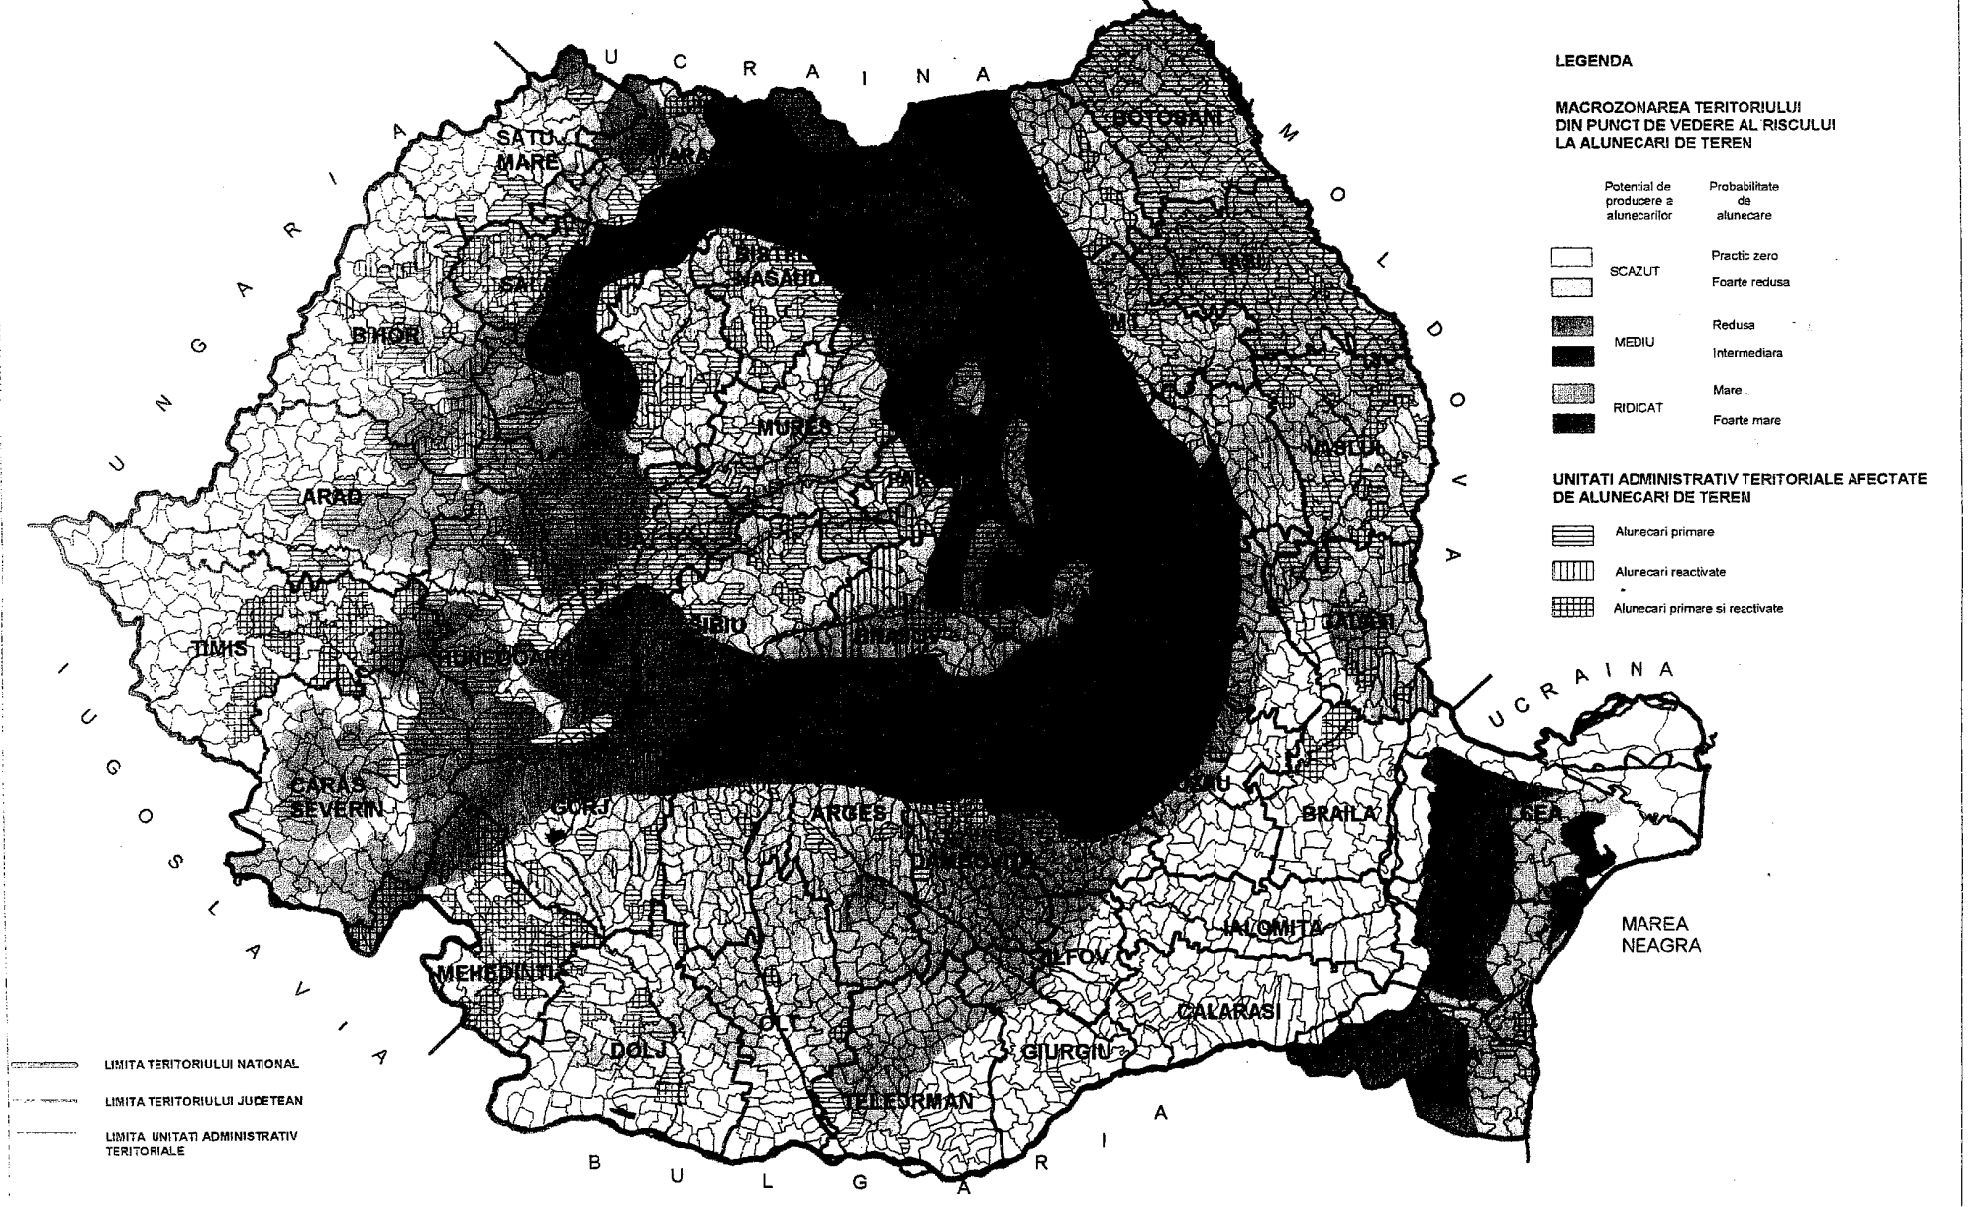 U C R A I N A
M O L D O V A
U N G A R I A
I U G O S L A V I A
B U L G A R I A
U C R A I N A
MAREA
NEAGRA
SATU
MARE
BOTOSANI
BISTRI
NASAUD
BIHOR
MURES
VASLUI
ARAD
ALBA
TIMIS
SIBIU
HUNEDOARA
GALATI
CARAS
SEVERIN
GORJ
ARGES
BRAILA
DAMBOVITA
IALOMITA
ILFOV
MEHEDINTI
CALARASI
OLT
DOLJ
GIURGIU
TELEORMAN
LEGENDA
MACROZONAREA TERITORIULUI
DIN PUNCT DE VEDERE AL RISCULUI
LA ALUNECARI DE TEREN
Potential de
producere a
alunecarilor
Probabilitate
de
alunecare
SCAZUT
Practic zero
Foarte redusa
MEDIU
Redusa
Intermediara
RIDICAT
Mare
Foarte mare
UNITATI ADMINISTRATIV TERITORIALE AFECTATE
DE ALUNECARI DE TEREN
Alunecari primare
Alunecari reactivate
Alunecari primare si reactivate
LIMITA TERITORIULUI NATIONAL
LIMITA TERITORIULUI JUDETEAN
LIMITA UNITATI ADMINISTRATIV
TERITORIALE